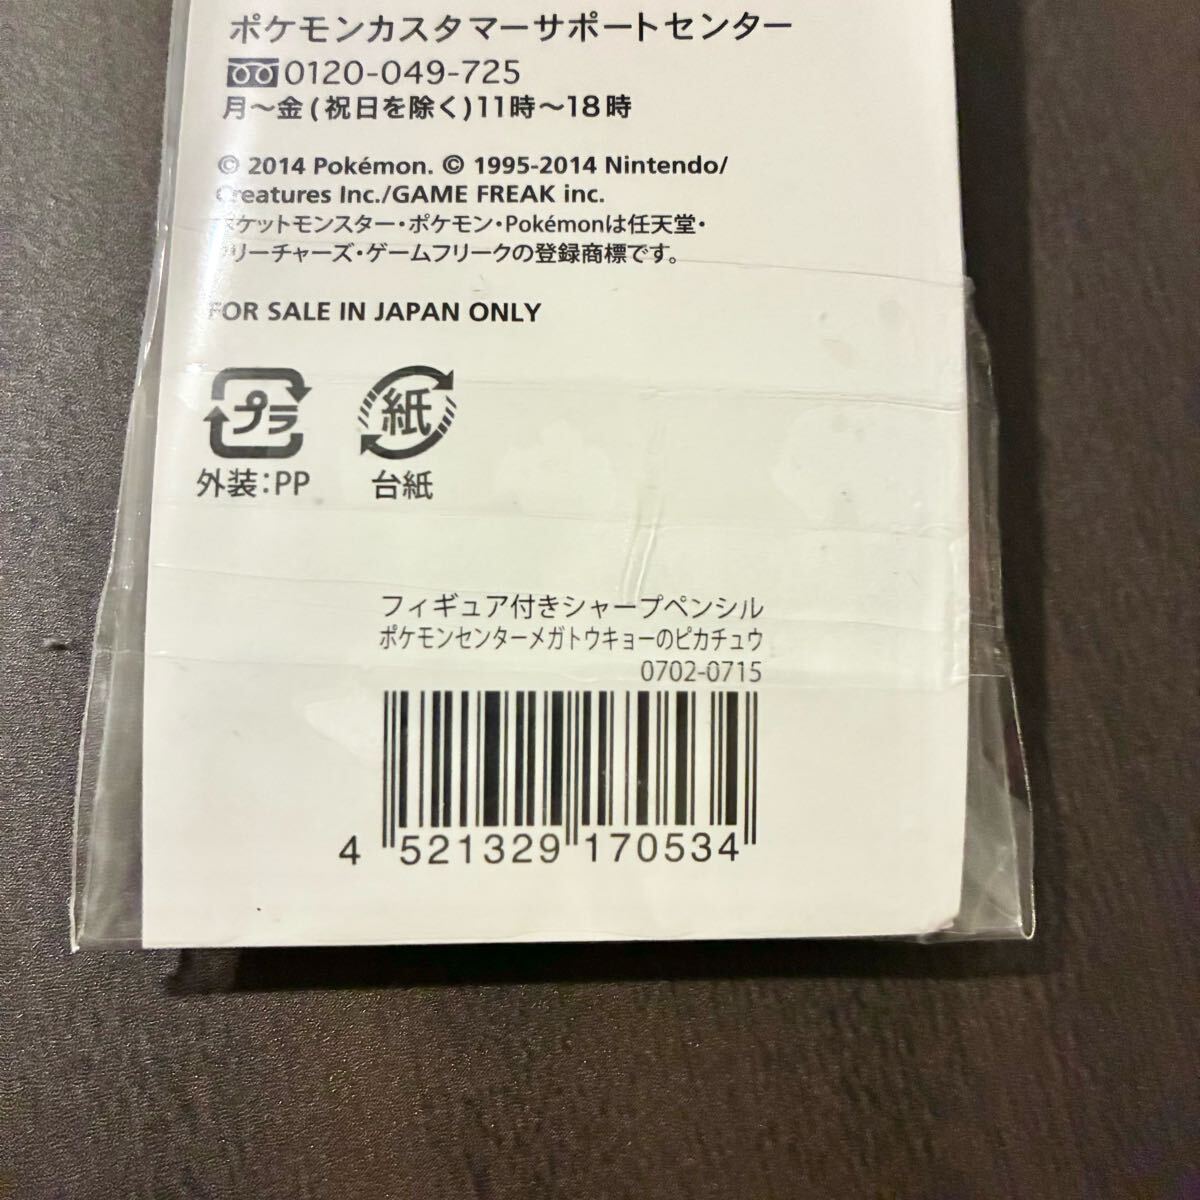 ポケモンカスタマーサポートセンター
0120-049-725
月〜金(祝日を除く)11時〜18時
© 2014 Pokémon. © 1995-2014 Nintendo/
Creatures Inc./GAME FREAK inc.
ポケットモンスター・ポケモン・Pokémonは任天堂・
クリーチャーズ・ゲームフリークの登録商標です。
FOR SALE IN JAPAN ONLY
プラ 紙
外装：PP 台紙
フィギュア付きシャープペンシル
ポケモンセンターメガトウキョーのピカチュウ
0702-0715
4 521329 170534